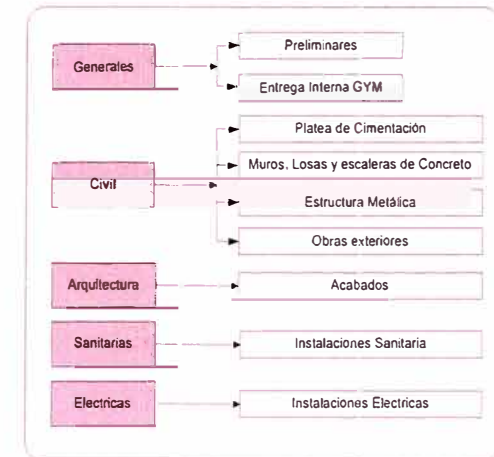 Generales
Preliminares
Entrega Interna GYM
Civil
Platea de Cimentación
Muros, Losas y escaleras de Concreto
Estructura Metálica
Obras exteriores
Arquitectura
Acabados
Sanitarias
Instalaciones Sanitaria
Electricas
Instalaciones Electricas